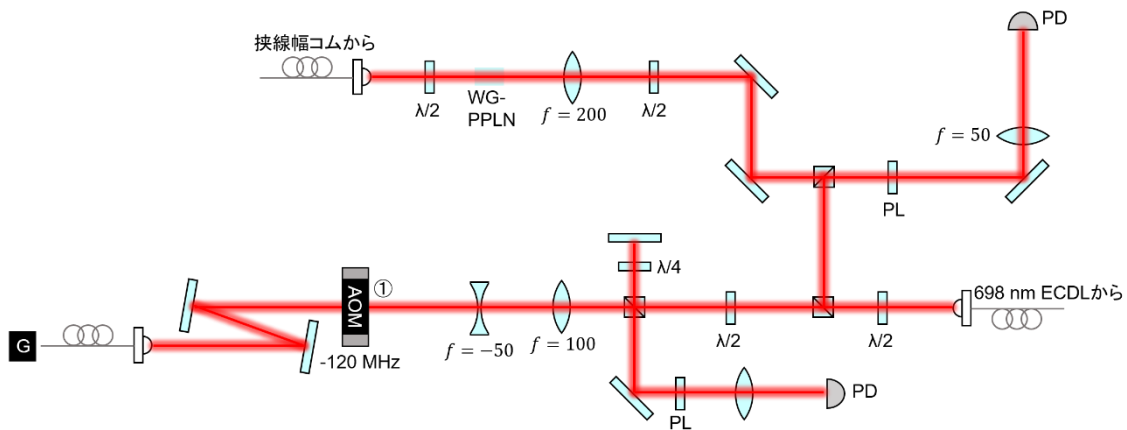 PD
挟線幅コムから
λ/2
WG-
PPLN
f = 200
λ/2
f = 50
PL
λ/4
AOM
①
698 nm ECDLから
G
-120 MHz
f = −50
f = 100
λ/2
λ/2
PD
PL